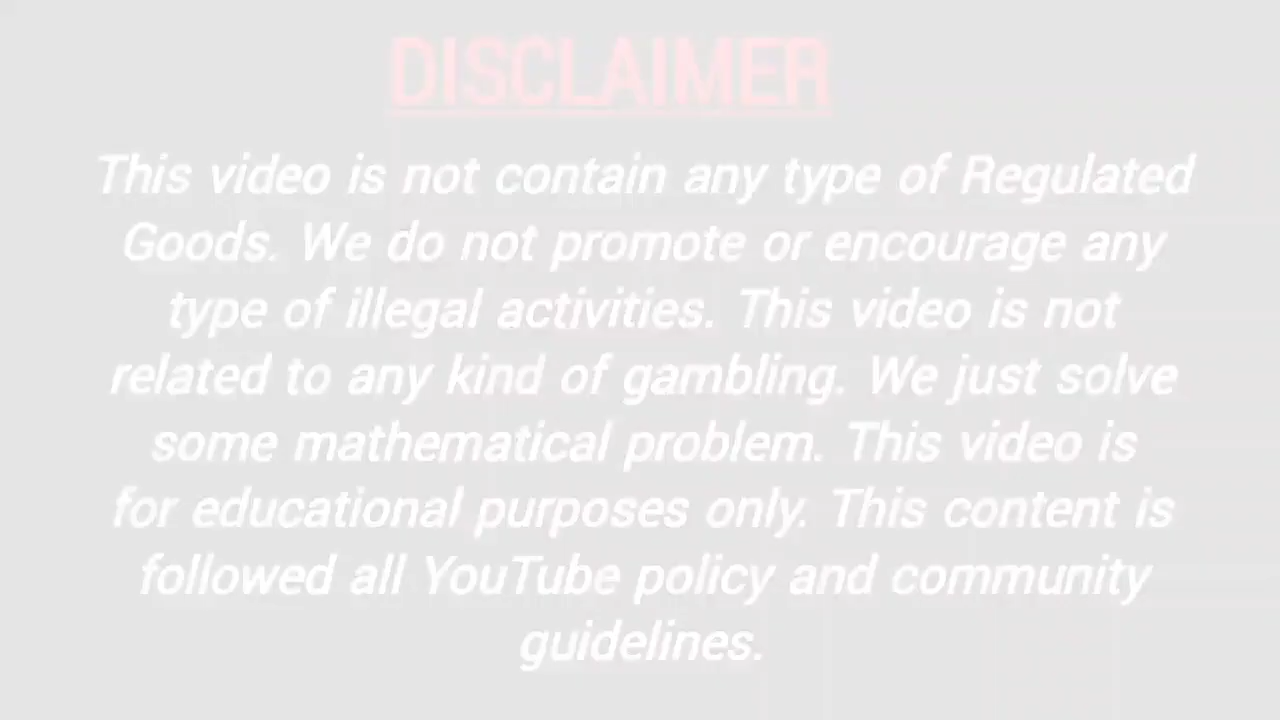 DISCLAIMER
This video is not contain any type of Regulated
Goods. We do not promote or encourage any
type of illegal activities. This video is not
related to any kind of gambling. We just solve
some mathematical problem. This video is
for educational purposes only. This content is
followed all YouTube policy and community
guidelines.